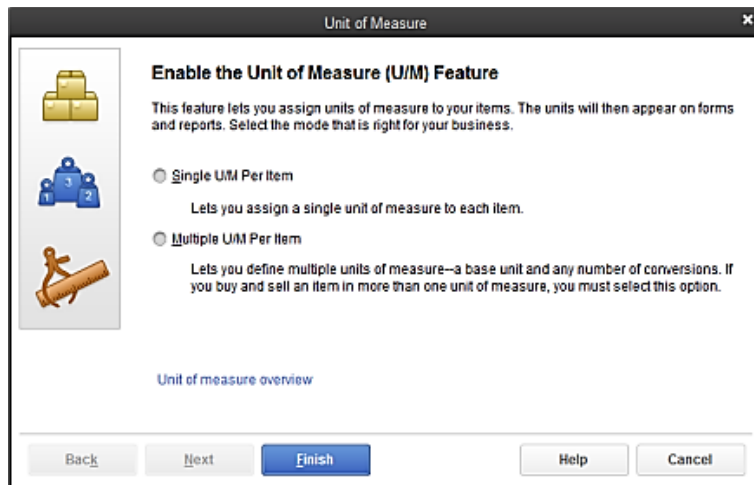 Unit of Measure
×
Enable the Unit of Measure (U/M) Feature
This feature lets you assign units of measure to your items. The units will then appear on forms
and reports. Select the mode that is right for your business.
Single U/M Per Item
Lets you assign a single unit of measure to each item.
Multiple U/M Per Item
Lets you define multiple units of measure--a base unit and any number of conversions. If
you buy and sell an item in more than one unit of measure, you must select this option.
3
1 2
Unit of measure overview
Back Next Finish Help Cancel